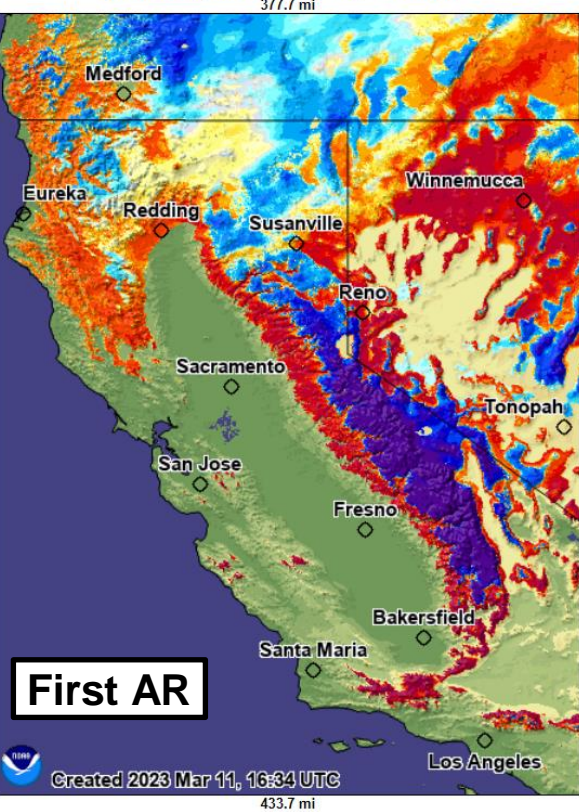 377.7 mi
Medford
Winnemucca
Eureka
Redding
Susanville
Reno
Sacramento
Tonopah
San Jose
Fresno
Bakersfield
Santa Maria
First AR
Los Angeles
NOAA
Created 2023 Mar 11, 16:34 UTC
433.7 mi